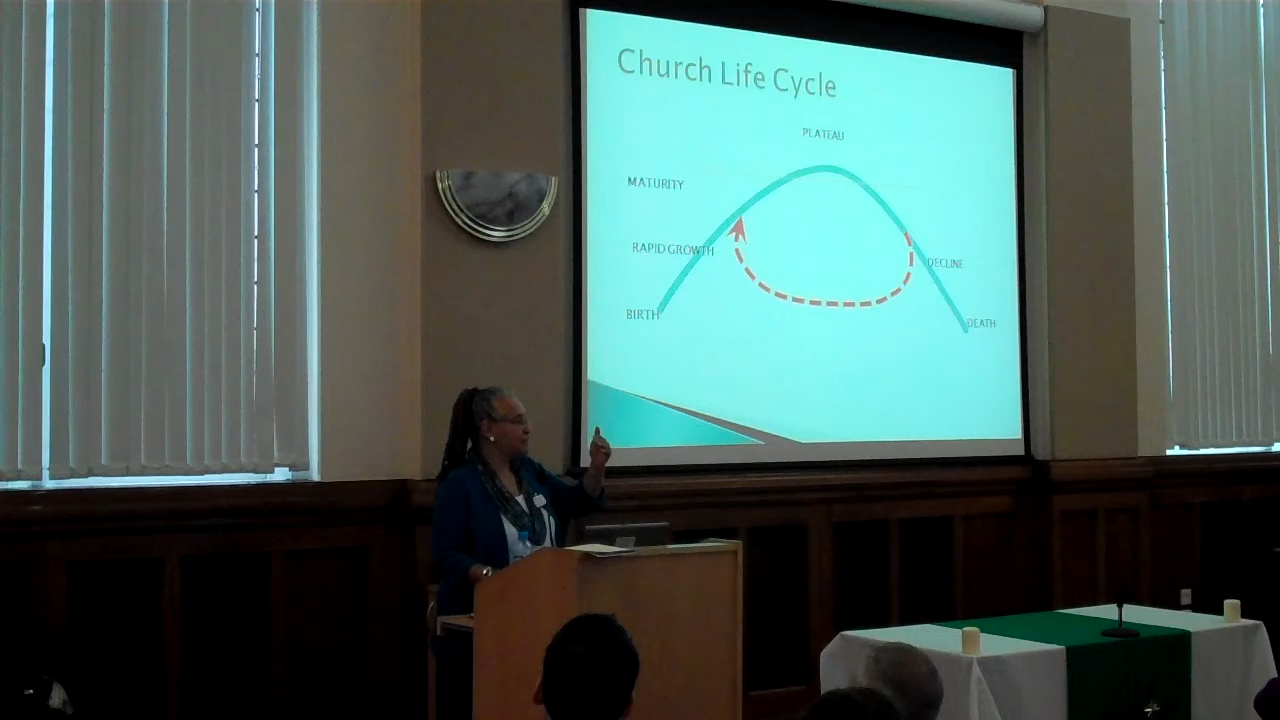 Church Life Cycle
PLATEAU
MATURITY
RAPID GROWTH
DECLINE
BIRTH
DEATH